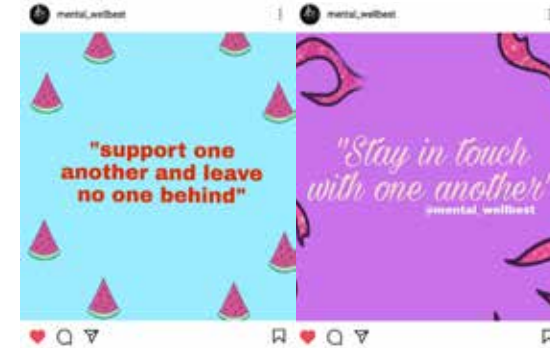 mental_wellbest
"support one
another and leave
no one behind"
mental_wellbest
"Stay in touch
with one another"
@mental_wellbest